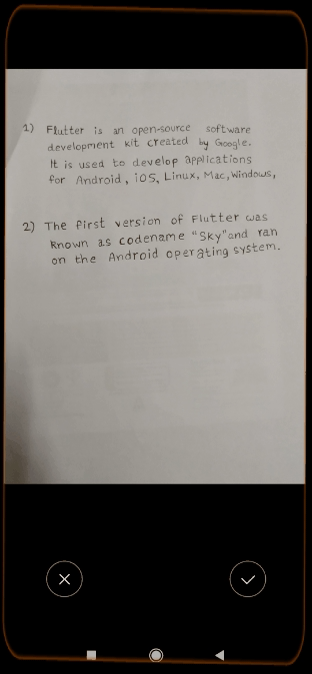 1) Flutter is an open-source software
development kit created by Google.
It is used to develop applications
for Android, iOS, Linux, Mac, Windows,
2) The first version of Flutter was
known as codename "Sky" and ran
on the Android operating system.